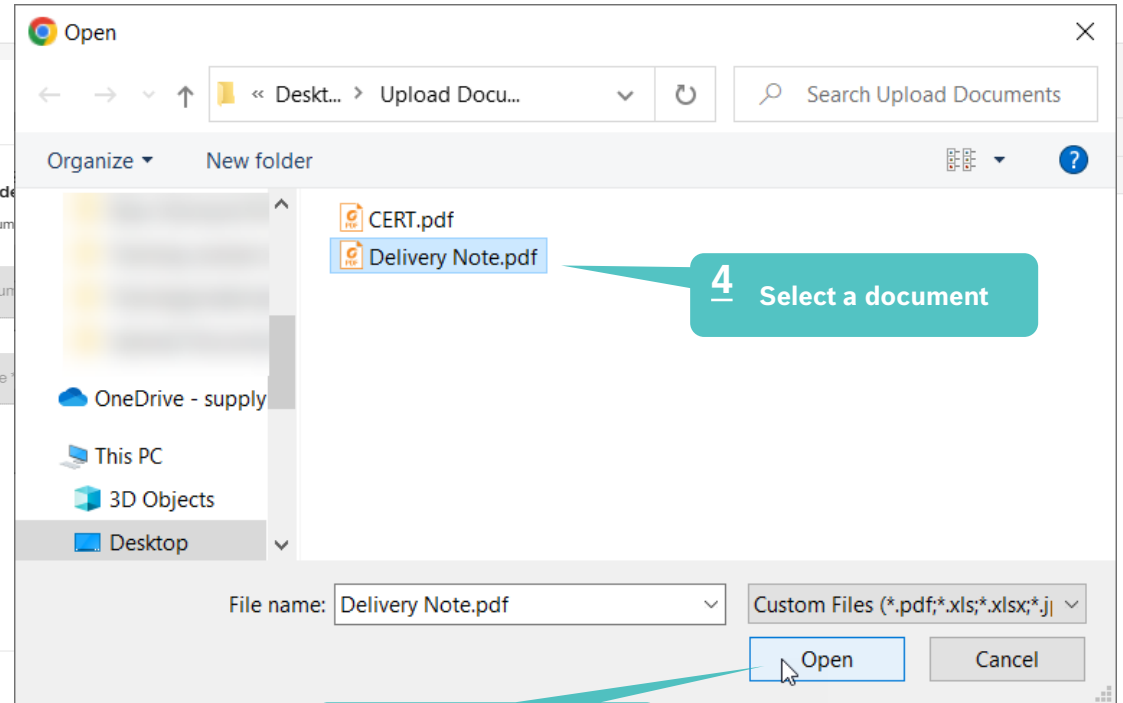 Open
« Deskt... > Upload Docu...
Search Upload Documents
Organize
New folder
?
CERT.pdf
Delivery Note.pdf
4 Select a document
OneDrive - supply
This PC
3D Objects
Desktop
File name: Delivery Note.pdf
Custom Files (*.pdf;*.xls;*.xlsx;*.j
Open
Cancel